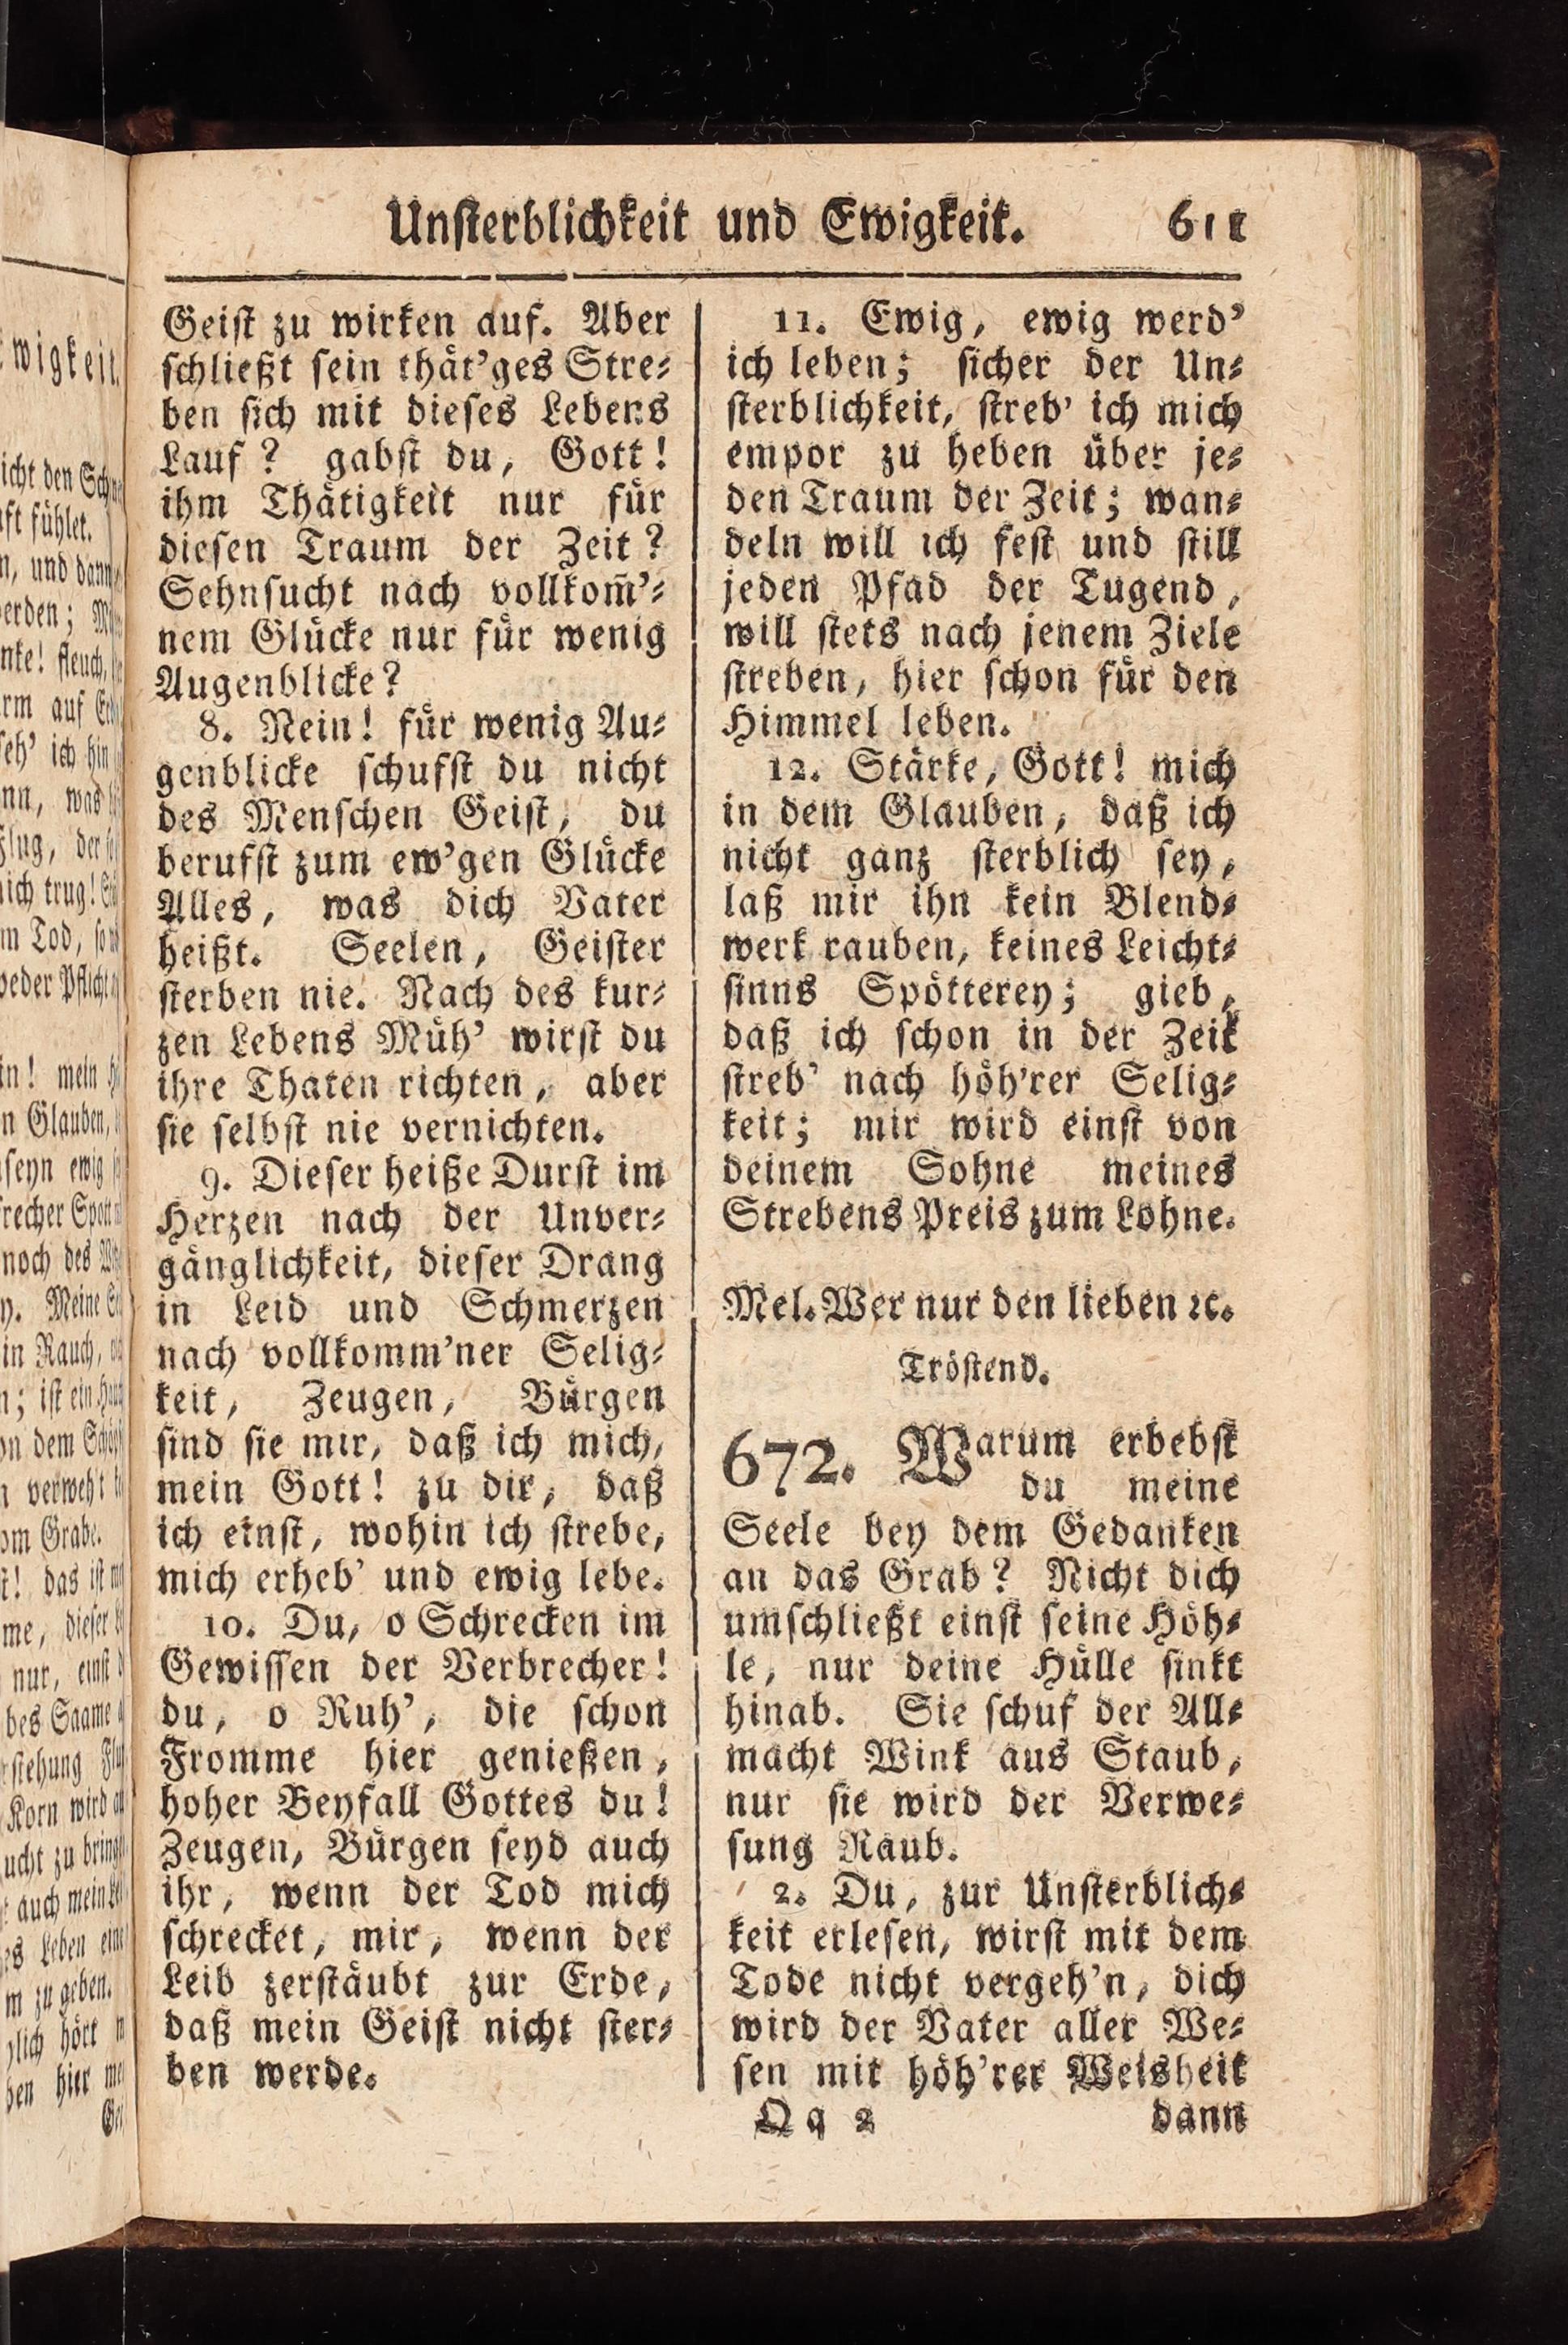 Unsterblichkeit und Ewigkeit. 611
Geist zu wirken auf. Aber
schließt sein thät'ges Stre-
ben sich mit dieses Lebens
Lauf? gabst du, Gott!
ihm Thätigkeit nur für
diesen Traum der Zeit?
Sehnsucht nach vollkom̃'-
nem Glücke nur für wenig
Augenblicke?
8. Nein! für wenig Au-
genblicke schufst du nicht
des Menschen Geist, du
berufst zum ew'gen Glücke
Alles, was dich Vater
heißt. Seelen, Geister
sterben nie. Nach des kur-
zen Lebens Müh' wirst du
ihre Thaten richten, aber
sie selbst nie vernichten.
9. Dieser heiße Durst im
Herzen nach der Unver-
gänglichkeit, dieser Drang
in Leid und Schmerzen
nach vollkomm'ner Selig-
keit, Zeugen, Bürgen
sind sie mir, daß ich mich,
mein Gott! zu dir, daß
ich einst, wohin ich strebe,
mich erheb' und ewig lebe.
10. Du, o Schrecken im
Gewissen der Verbrecher!
du, o Ruh', die schon
Fromme hier genießen,
hoher Beyfall Gottes du!
Zeugen, Bürgen seyd auch
ihr, wenn der Tod mich
schrecket, mir, wenn der
Leib zerstäubt zur Erde,
daß mein Geist nicht ster-
ben werde.
11. Ewig, ewig werd'
ich leben; sicher der Un-
sterblichkeit, streb' ich mich
empor zu heben über je-
den Traum der Zeit; wan-
deln will ich fest und still
jeden Pfad der Tugend,
will stets nach jenem Ziele
streben, hier schon für den
Himmel leben.
12. Stärke, Gott! mich
in dem Glauben, daß ich
nicht ganz sterblich sey,
laß mir ihn kein Blend-
werk rauben, keines Leicht-
sinns Spötterey; gieb,
daß ich schon in der Zeit
streb' nach höh'rer Selig-
keit; mir wird einst von
deinem Sohne meines
Strebens Preis zum Lohne.
Mel. Wer nur den lieben ꝛc.
Tröstend.
672. Warum erbebst
du meine
Seele bey dem Gedanken
an das Grab? Nicht dich
umschließt einst seine Höh-
le, nur deine Hülle sinkt
hinab. Sie schuf der All-
macht Wink aus Staub,
nur sie wird der Verwe-
sung Raub.
2. Du, zur Unsterblich-
keit erlesen, wirst mit dem
Tode nicht vergeh'n, dich
wird der Vater aller We-
sen mit höh'rer Weisheit
Qq 2 dann